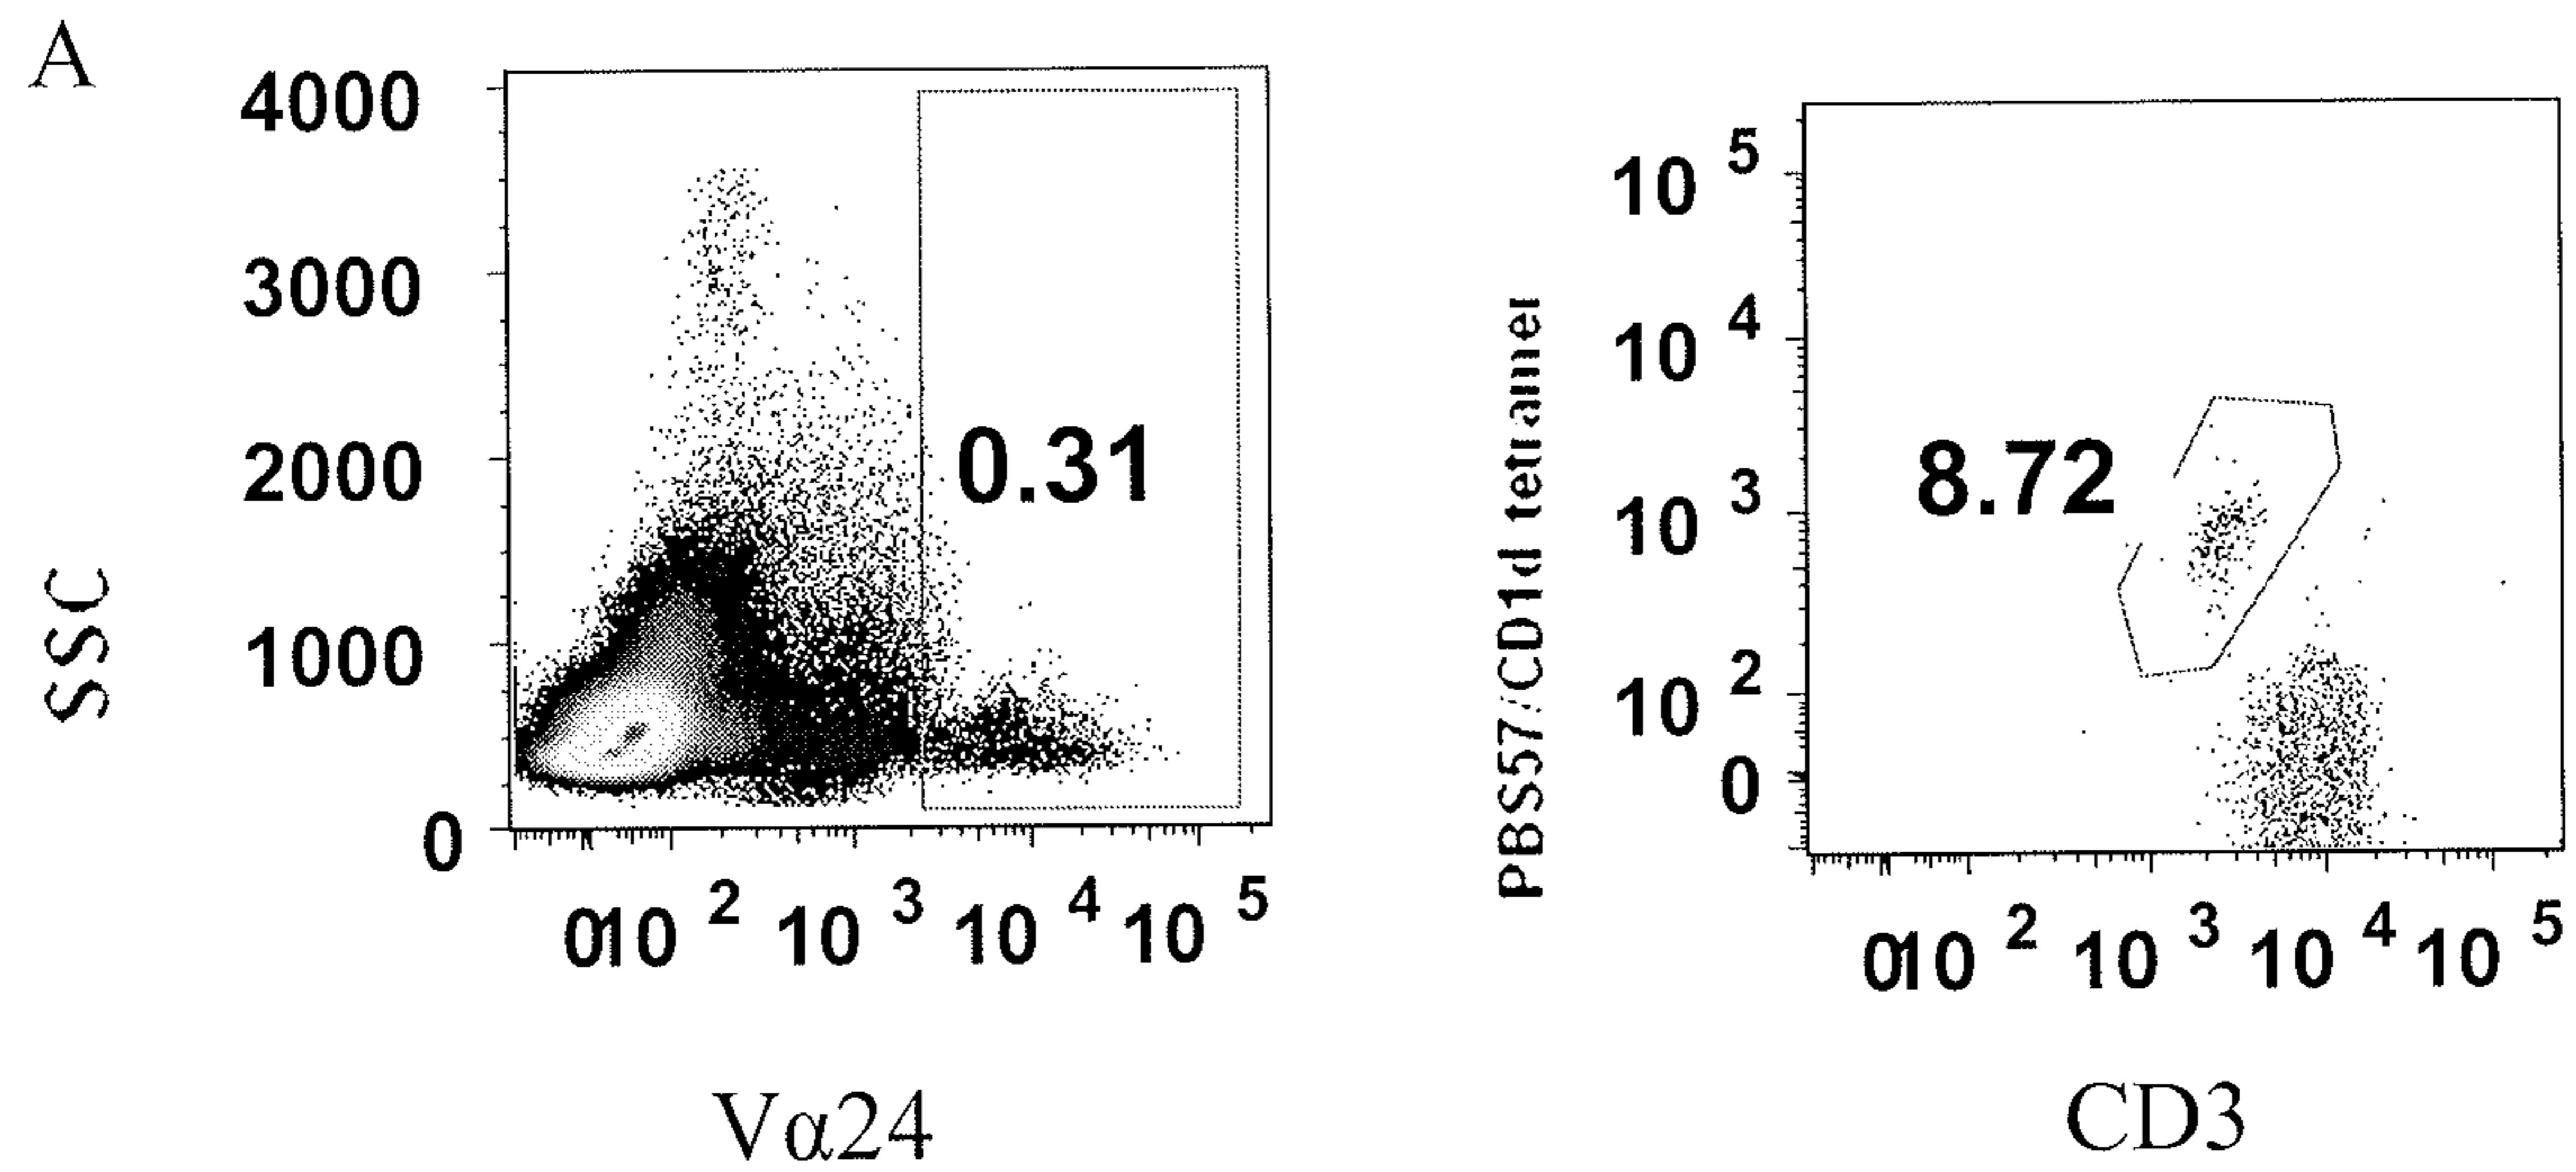 A
4000
3000
2000
1000
0
SSC
0.31
0 10 2 10 3 10 4 10 5
Vα24
10 5
10 4
10 3
10 2
0
PBS57/CD1d tetramer
8.72
0 10 2 10 3 10 4 10 5
CD3